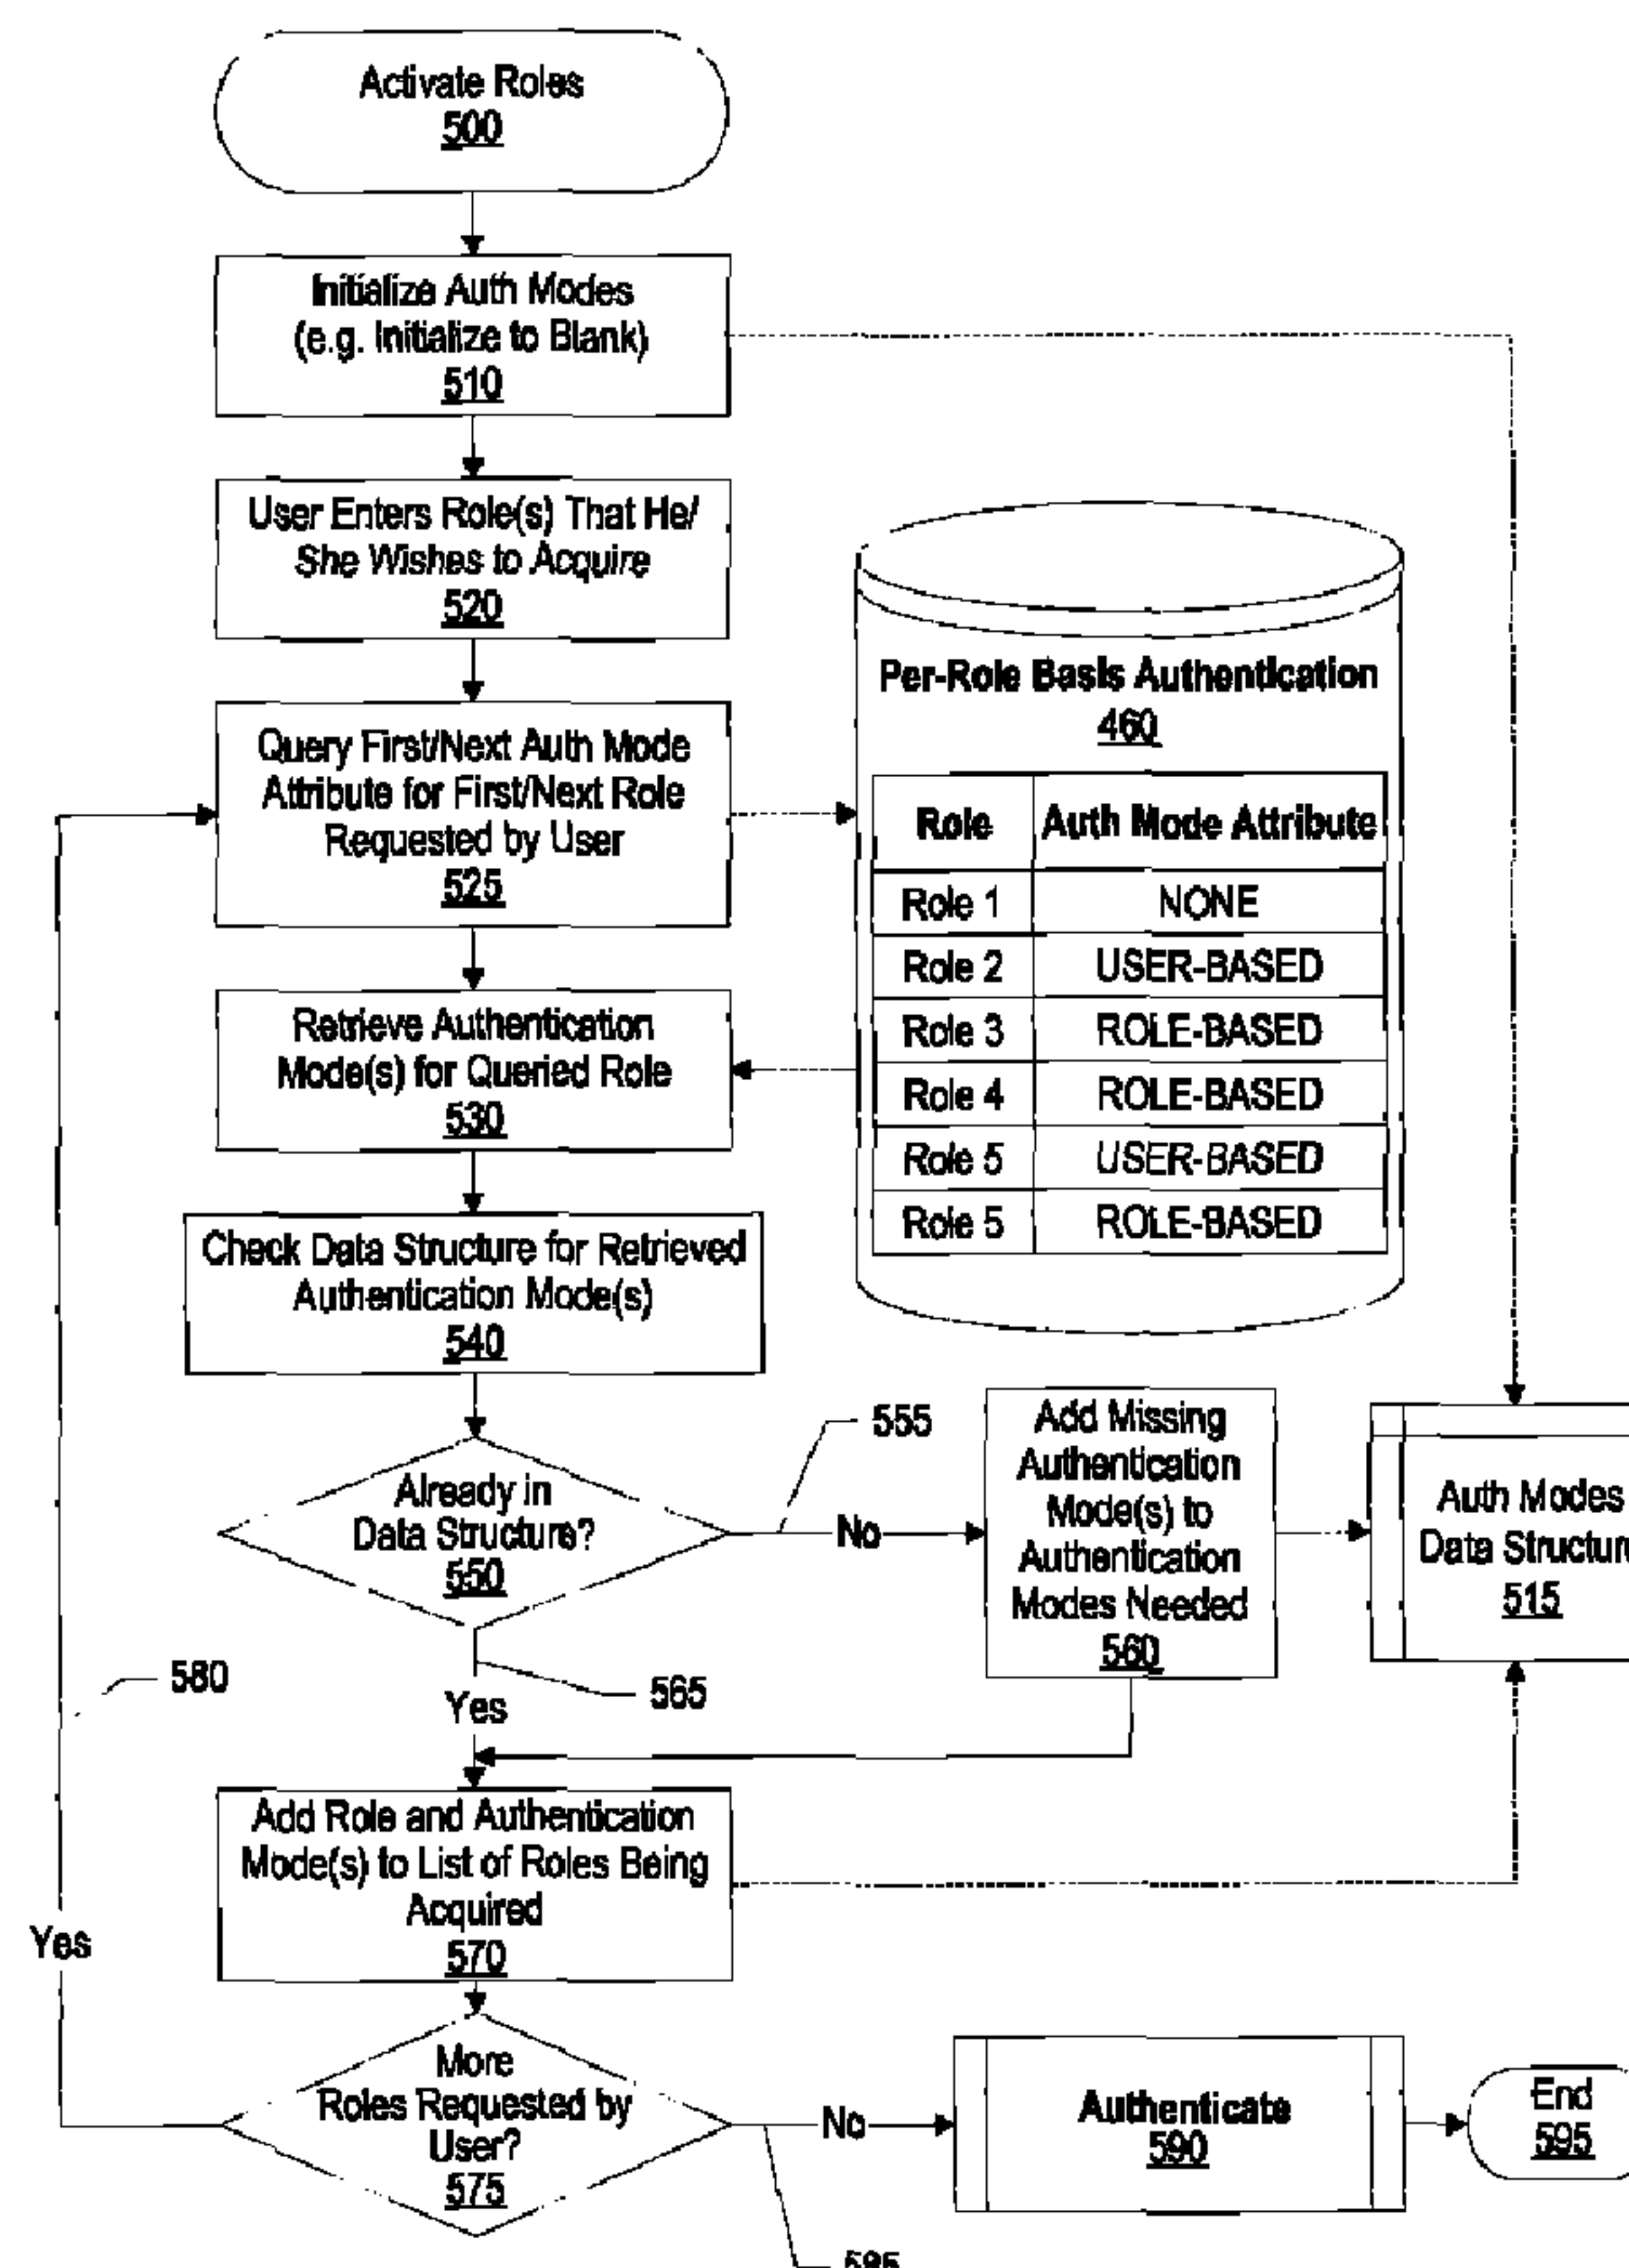 Activate Roles
500
Initialize Auth Modes
(e.g. Initialize to Blank)
510
User Enters Role(s) That He/
She Wishes to Acquire
520
Query First/Next Auth Mode
Attribute for First/Next Role
Requested by User
525
Per-Role Basis Authentication
460
Role Auth Mode Attribute
Role 1 NONE
Role 2 USER-BASED
Role 3 ROLE-BASED
Role 4 ROLE-BASED
Role 5 USER-BASED
Role 5 ROLE-BASED
Retrieve Authentication
Mode(s) for Queried Role
530
Check Data Structure for Retrieved
Authentication Mode(s)
540
Already in
Data Structure?
550
555
No
Add Missing
Authentication
Mode(s) to
Authentication
Modes Needed
560
Auth Modes
Data Structur
515
580
565
Yes
Add Role and Authentication
Mode(s) to List of Roles Being
Acquired
570
Yes
More
Roles Requested by
User?
575
No
585
Authenticate
590
End
595